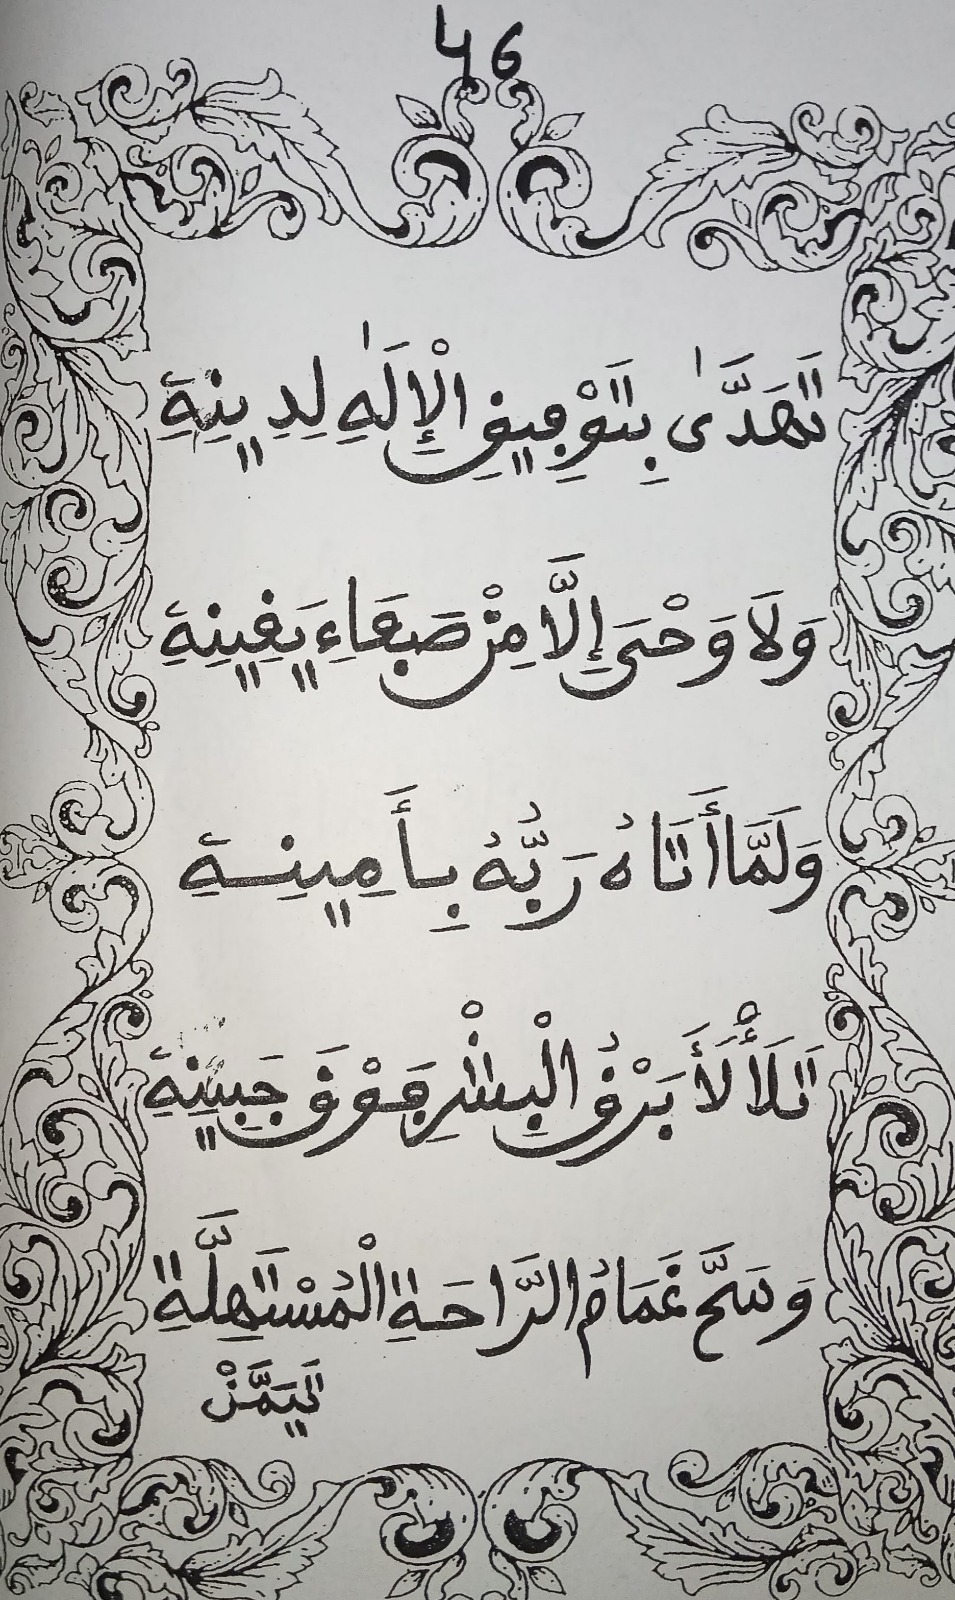 46
تَهَدَّىٰ بِتَوْفِيقِ الْإِلَٰهِ لِدِينِهِ
وَلَا وَحْيَ إِلَّا مِنْ صَفَاءِ يَقِينِهِ
وَلَمَّا أَتَاهُ رَبُّهُ بِأَمِينِهِ
تَلَأْلَأَ بَرْقُ الْبِشْرِ فَوْقَ جَبِينِهِ
وَسَحَّ غَمَامُ الرَّاحَةِ الْمُسْتَهِلَّةِ
تَيَمَّنْ